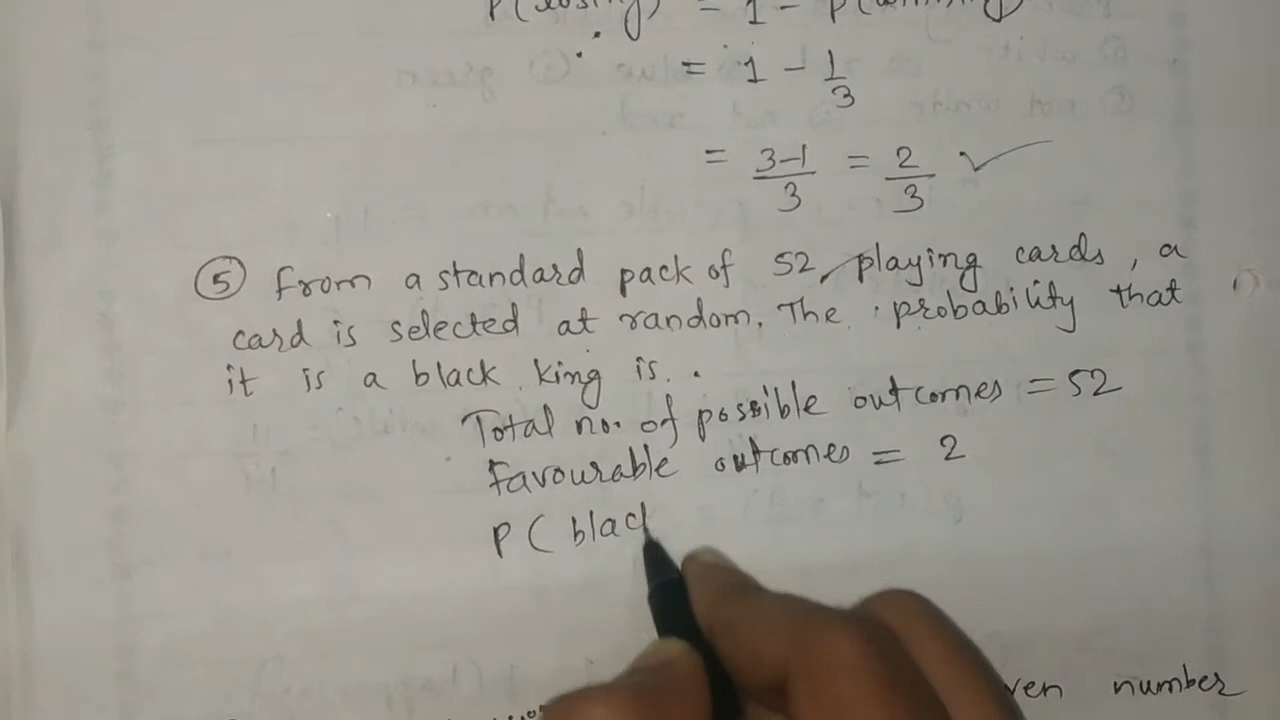 = 1 -
= 1 - 1/3
= 3-1/3 = 2/3 ✓
⑤ From a standard pack of 52 playing cards, a
card is selected at random. The probability that
it is a black king is.
Total no. of possible outcomes = 52
Favourable outcomes = 2
P( blac
number